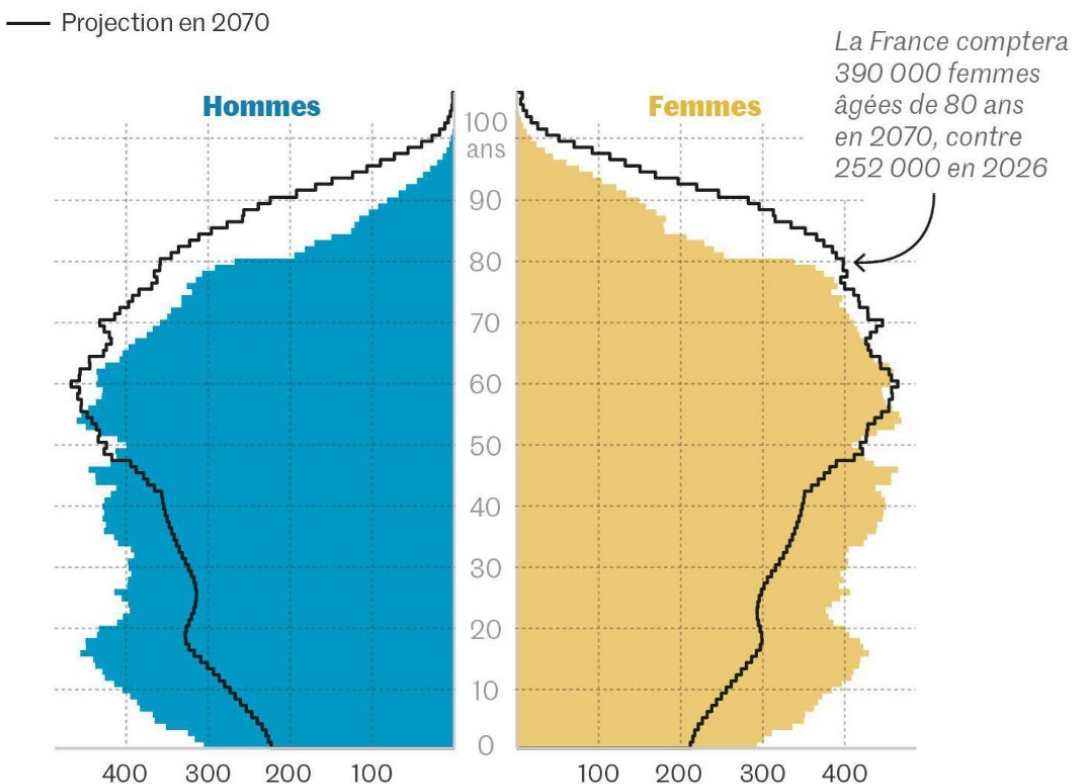 Projection en 2070
La France comptera
390 000 femmes
âgées de 80 ans
en 2070, contre
252 000 en 2026
Hommes
Femmes
100
ans
90
80
70
60
50
40
30
20
10
0
400 300 200 100
100 200 300 400